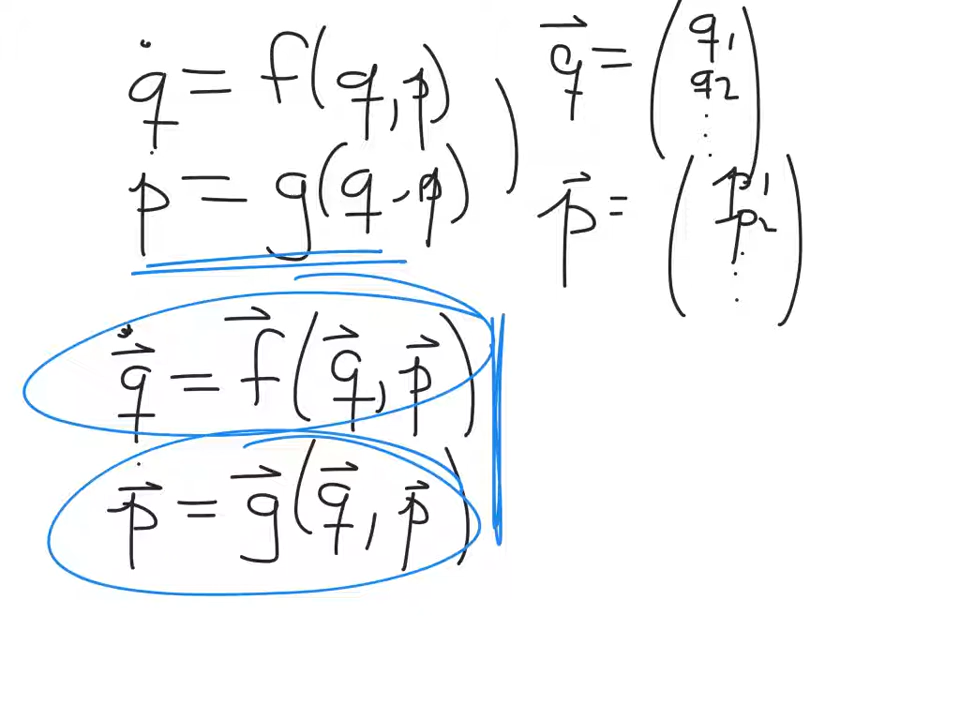 q̇ = f(q, p)
ṗ = g(q, p)
q⃗ = (q1
q2
⋮)
p⃗ = (p1
p2
⋮)
q⃗̇ = f⃗(q⃗, p⃗)
p⃗̇ = g⃗(q⃗, p⃗)